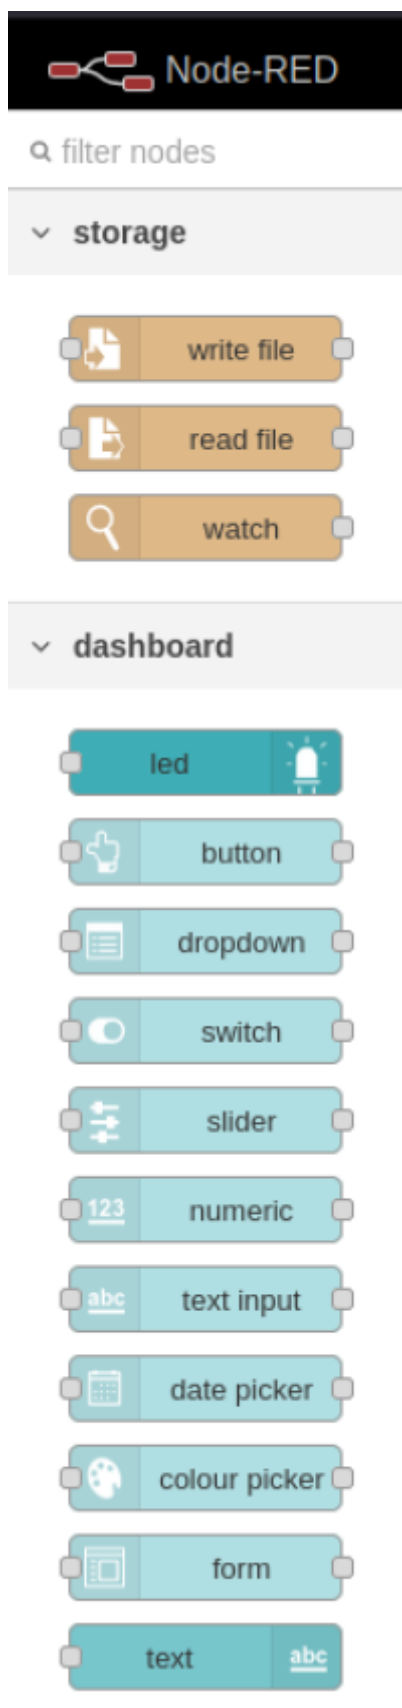 Node-RED
filter nodes
storage
write file
read file
watch
dashboard
led
button
dropdown
switch
slider
123
numeric
abc
text input
date picker
colour picker
form
text
abc